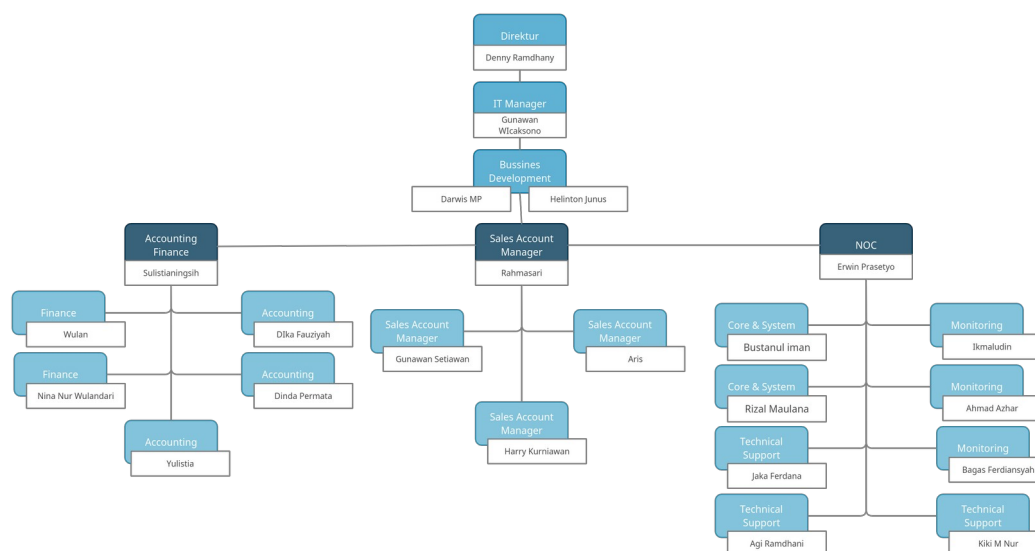 Direktur
Denny Ramdhany
IT Manager
Gunawan
WIcaksono
Bussines
Development
Darwis MP
Helinton Junus
Accounting
Finance
Sulistianingsih
Sales Account
Manager
Rahmasari
NOC
Erwin Prasetyo
Finance
Wulan
Accounting
DIka Fauziyah
Finance
Nina Nur Wulandari
Accounting
Dinda Permata
Accounting
Yulistia
Sales Account
Manager
Gunawan Setiawan
Sales Account
Manager
Aris
Sales Account
Manager
Harry Kurniawan
Core & System
Bustanul iman
Monitoring
Ikmaludin
Core & System
Rizal Maulana
Monitoring
Ahmad Azhar
Technical
Support
Jaka Ferdana
Monitoring
Bagas Ferdiansyah
Technical
Support
Agi Ramdhani
Technical
Support
Kiki M Nur